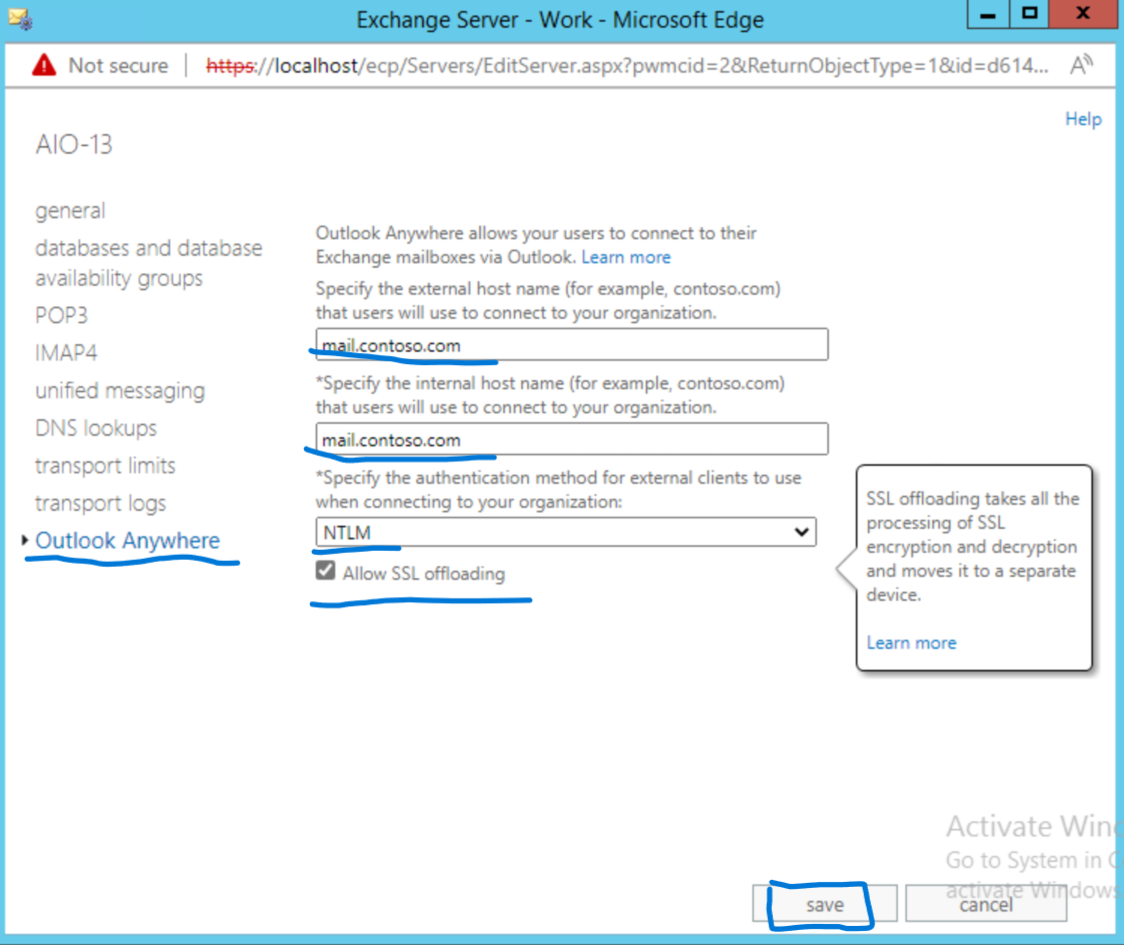 Exchange Server - Work - Microsoft Edge
Not secure | https://localhost/ecp/Servers/EditServer.aspx?pwmcid=2&ReturnObjectType=1&id=d614... A
Help
AIO-13
general
databases and database
availability groups
POP3
IMAP4
unified messaging
DNS lookups
transport limits
transport logs
Outlook Anywhere
Outlook Anywhere allows your users to connect to their
Exchange mailboxes via Outlook. Learn more
Specify the external host name (for example, contoso.com)
that users will use to connect to your organization.
mail.contoso.com
*Specify the internal host name (for example, contoso.com)
that users will use to connect to your organization.
mail.contoso.com
*Specify the authentication method for external clients to use
when connecting to your organization:
NTLM
Allow SSL offloading
SSL offloading takes all the
processing of SSL
encryption and decryption
and moves it to a separate
device.
Learn more
Activate Wind
Go to System in C
activate Windows
save
cancel